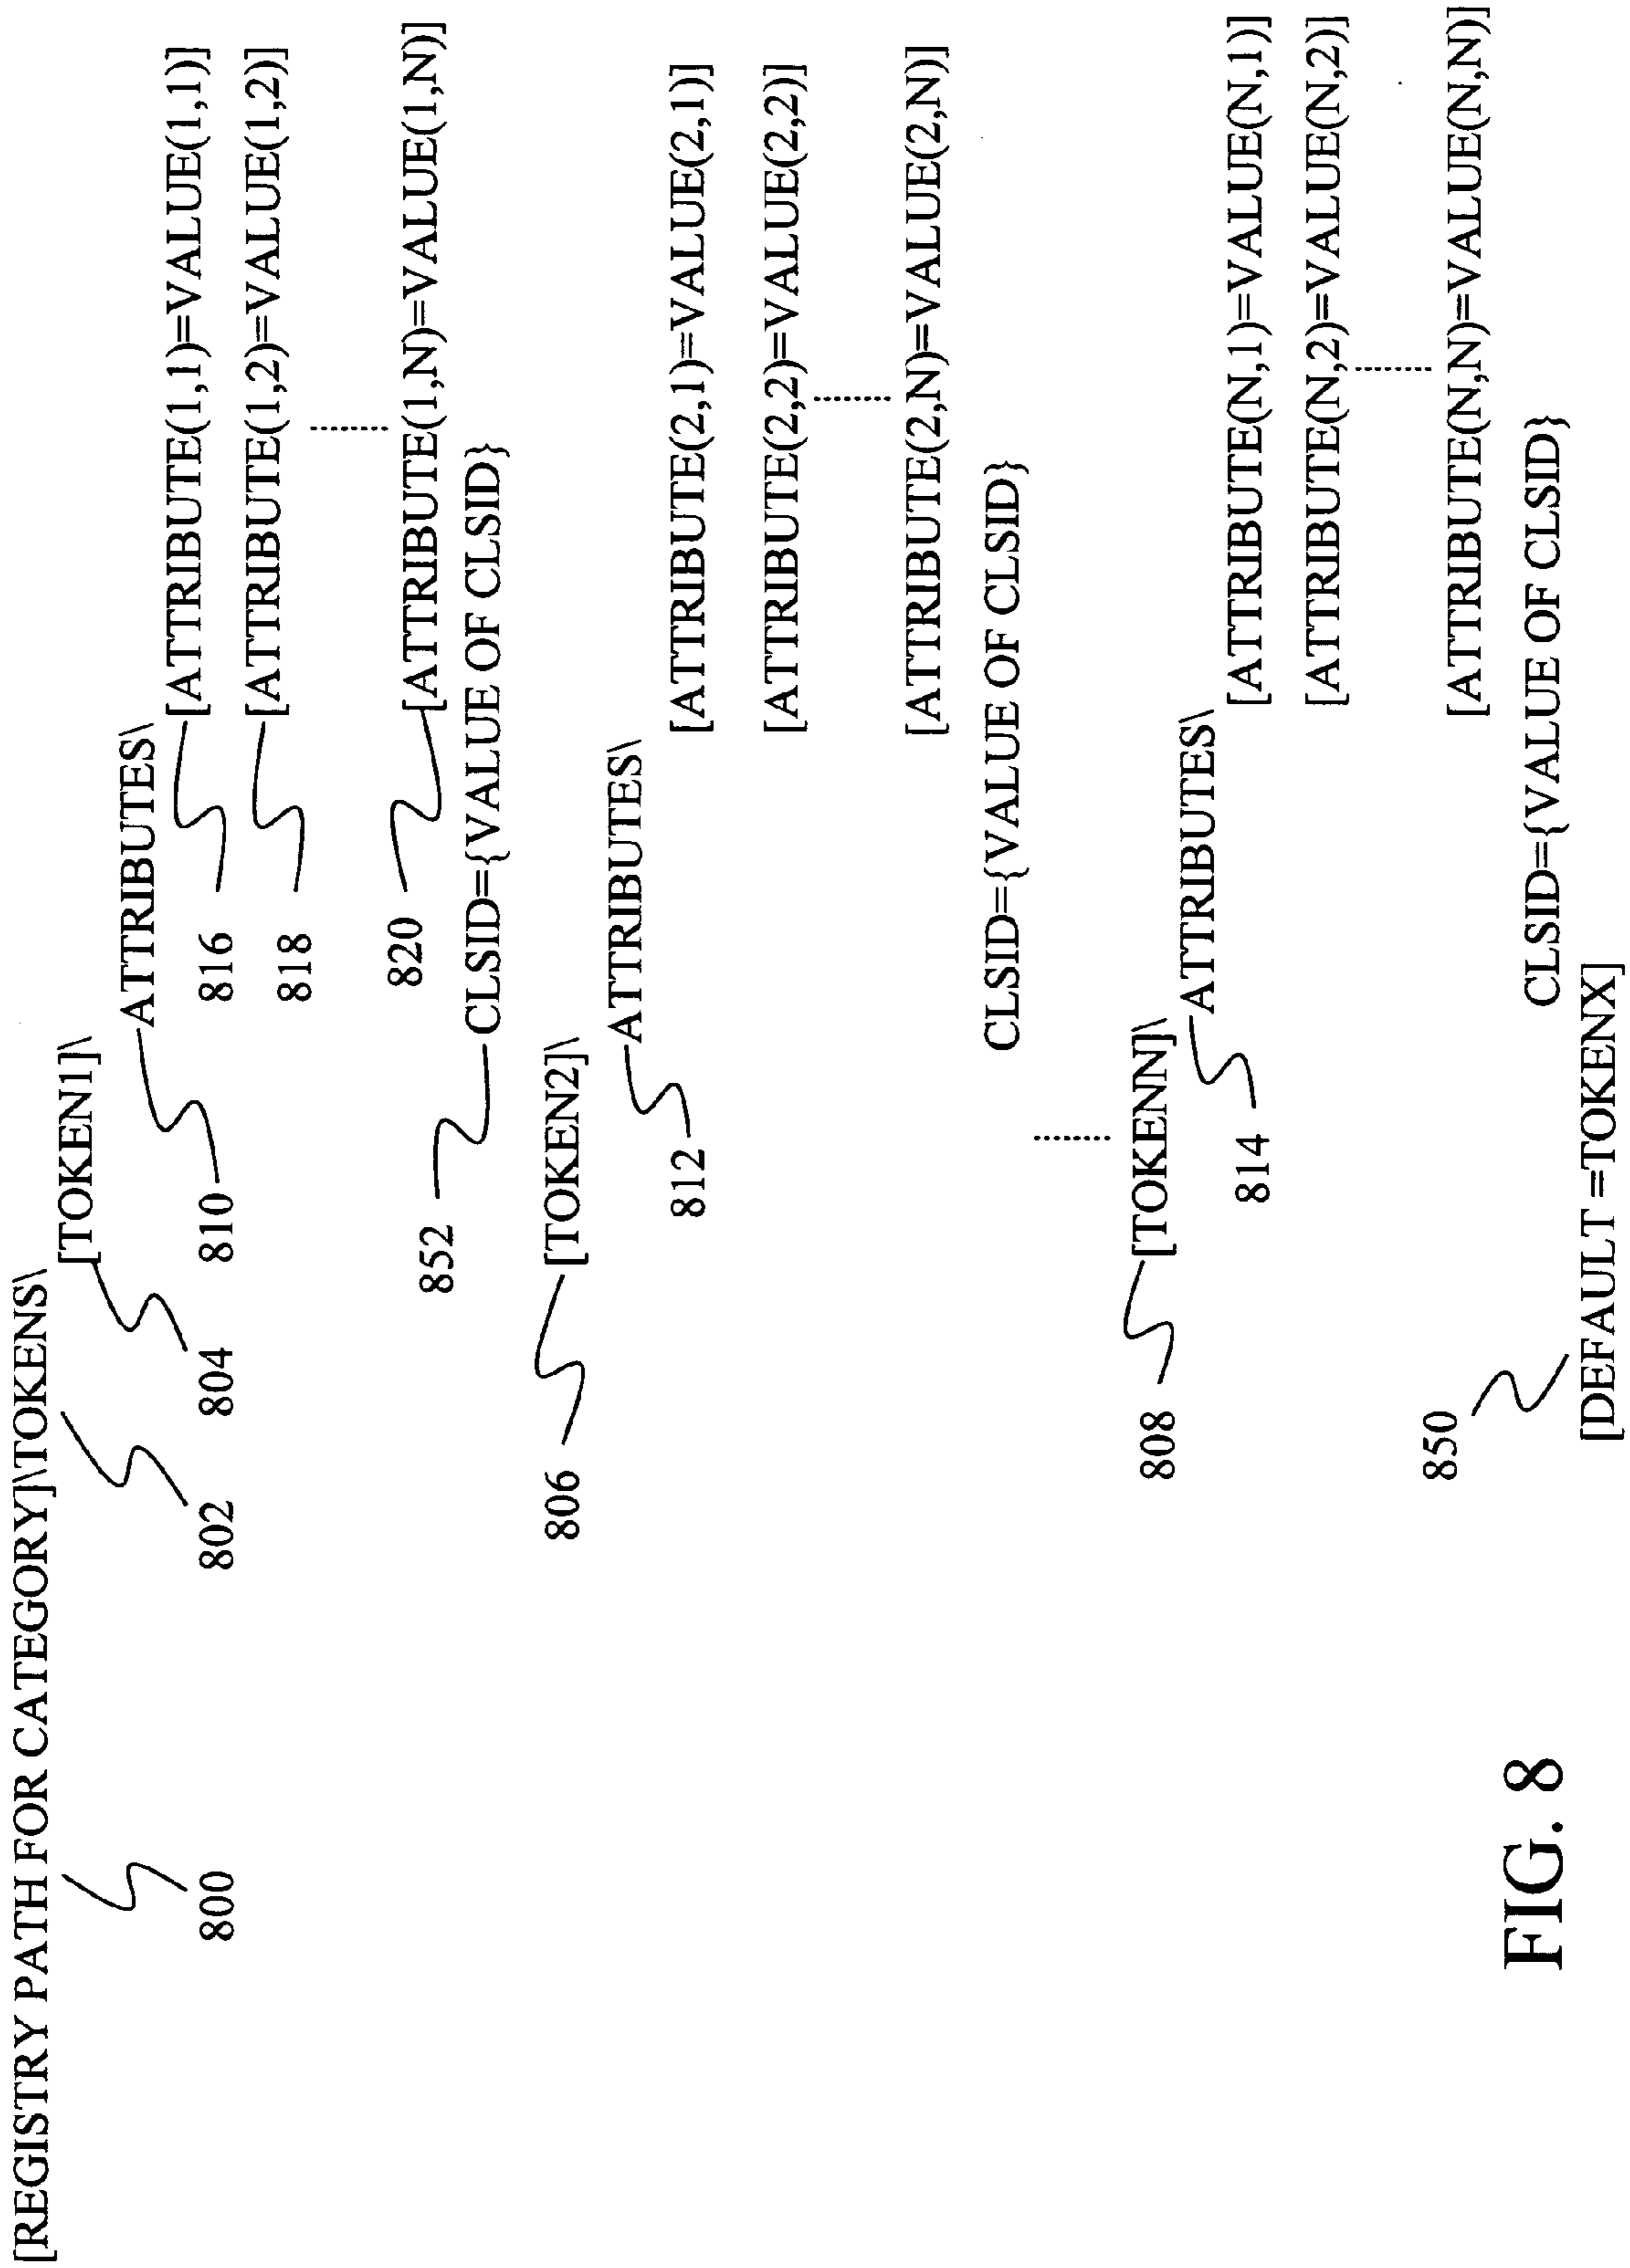 [REGISTRY PATH FOR CATEGORY]\TOKENS\
[TOKEN1]\
800
802
804
ATTRIBUTES\
810
[ATTRIBUTE(1,1)=VALUE(1,1)]
816
[ATTRIBUTE(1,2)=VALUE(1,2)]
818
[ATTRIBUTE(1,N)=VALUE(1,N)]
820
852
CLSID={VALUE OF CLSID}
806
[TOKEN2]\
ATTRIBUTES\
812
[ATTRIBUTE(2,1)=VALUE(2,1)]
[ATTRIBUTE(2,2)=VALUE(2,2)]
[ATTRIBUTE(2,N)=VALUE(2,N)]
CLSID={VALUE OF CLSID}
808
[TOKENN]\
ATTRIBUTES\
814
[ATTRIBUTE(N,1)=VALUE(N,1)]
[ATTRIBUTE(N,2)=VALUE(N,2)]
[ATTRIBUTE(N,N)=VALUE(N,N)]
CLSID={VALUE OF CLSID}
850
[DEFAULT =TOKENX]
FIG. 8